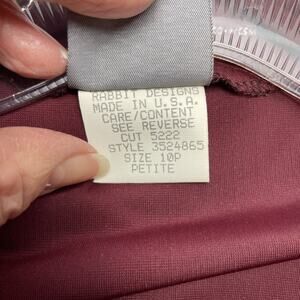 RABBIT DESIGNS
MADE IN U.S.A.
CARE/CONTENT
SEE REVERSE
CUT 5222
STYLE 3524865
SIZE 10P
PETITE